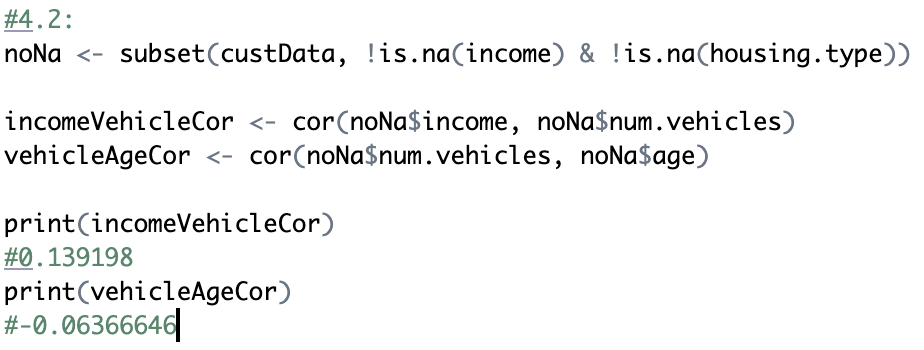 #4.2:
noNa <- subset(custData, !is.na(income) & !is.na(housing.type))
incomeVehicleCor <- cor(noNa$income, noNa$num.vehicles)
vehicleAgeCor <- cor(noNa$num.vehicles, noNa$age)
print(incomeVehicleCor)
#0.139198
print(vehicleAgeCor)
#-0.06366646